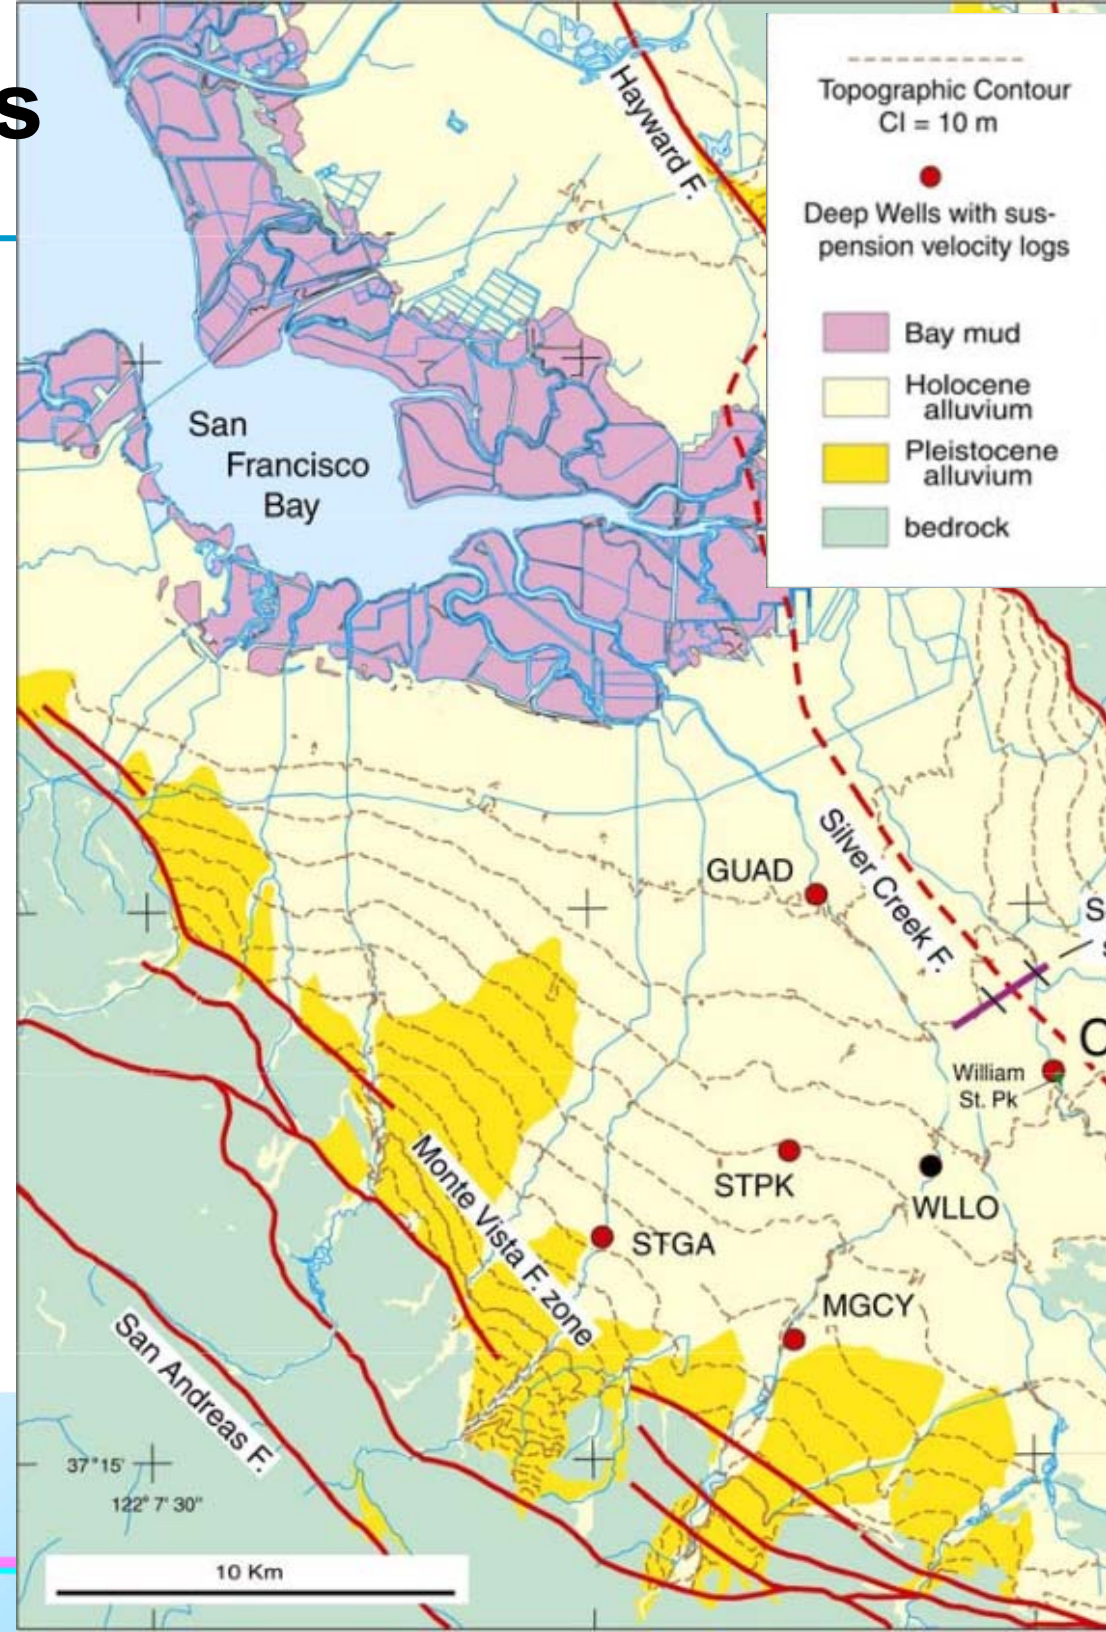 s
Hayward F.
Topographic Contour
CI = 10 m
Deep Wells with sus-
pension velocity logs
Bay mud
Holocene
alluvium
Pleistocene
alluvium
bedrock
San
Francisco
Bay
Silver Creek F.
GUAD
S
William
St. Pk
STPK
WLLO
STGA
MGCY
Monte Vista F. zone
San Andreas F.
37°15'
122° 7' 30"
10 Km